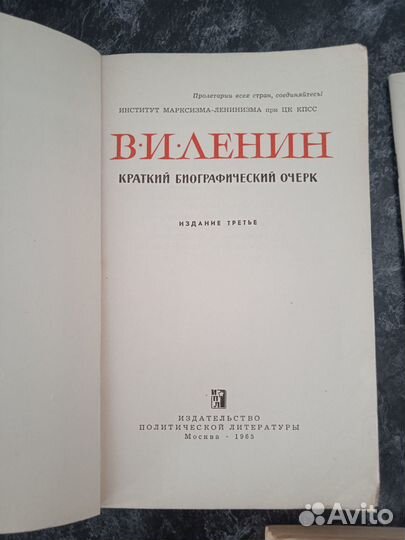 Пролетарии всех стран, соединяйтесь!
ИНСТИТУТ МАРКСИЗМА-ЛЕНИНИЗМА при ЦК КПСС
В·И·ЛЕНИН
КРАТКИЙ БИОГРАФИЧЕСКИЙ ОЧЕРК
ИЗДАНИЕ ТРЕТЬЕ
И
П
Л
ИЗДАТЕЛЬСТВО
ПОЛИТИЧЕСКОЙ ЛИТЕРАТУРЫ
Москва · 1965
Avito